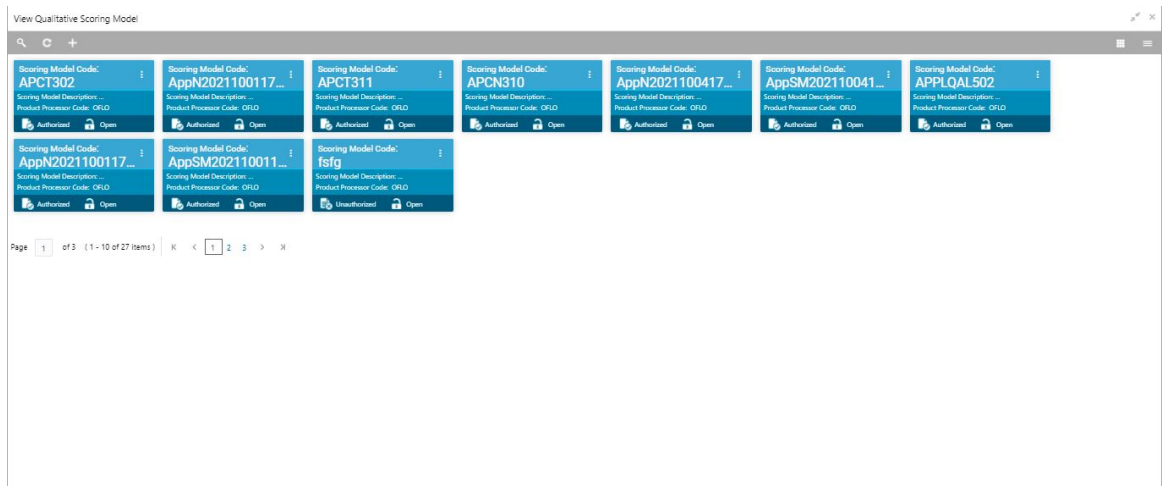 View Qualitative Scoring Model
Scoring Model Code:
APCT302
Scoring Model Description: ...
Product Processor Code: OFLO
Authorized Open
Scoring Model Code:
AppN2021100117...
Scoring Model Description: ...
Product Processor Code: OFLO
Authorized Open
Scoring Model Code:
APCT311
Scoring Model Description: ...
Product Processor Code: OFLO
Authorized Open
Scoring Model Code:
APCN310
Scoring Model Description: ...
Product Processor Code: OFLO
Authorized Open
Scoring Model Code:
AppN2021100417...
Scoring Model Description: ...
Product Processor Code: OFLO
Authorized Open
Scoring Model Code:
AppSM202110041...
Scoring Model Description: ...
Product Processor Code: OFLO
Authorized Open
Scoring Model Code:
APPLQAL502
Scoring Model Description: ...
Product Processor Code: OFLO
Authorized Open
Scoring Model Code:
AppN2021100117...
Scoring Model Description: ...
Product Processor Code: OFLO
Authorized Open
Scoring Model Code:
AppSM202110011...
Scoring Model Description: ...
Product Processor Code: OFLO
Authorized Open
Scoring Model Code:
fsfg
Scoring Model Description: ...
Product Processor Code: OFLO
Unauthorized Open
Page 1 of 3 (1 - 10 of 27 items) 1 2 3